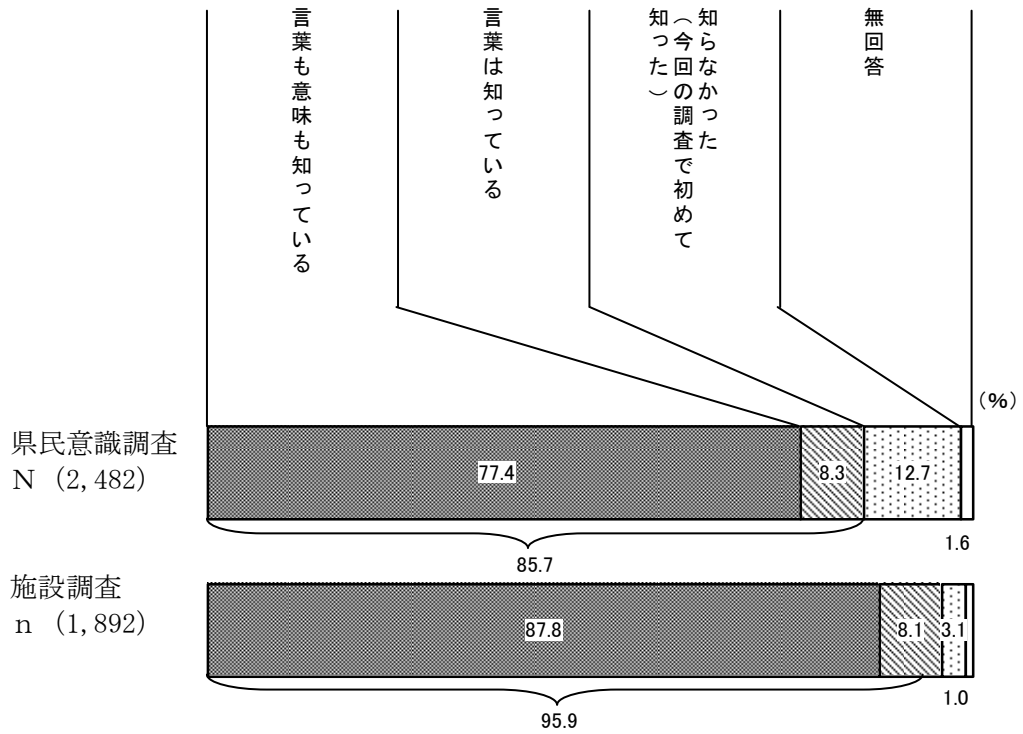 言葉も意味も知っている
言葉は知っている
知らなかった
（今回の調査で初めて
知った）
無回答
(%)
県民意識調査
N （2,482）
77.4
8.3
12.7
1.6
85.7
施設調査
n （1,892）
87.8
8.1
3.1
1.0
95.9